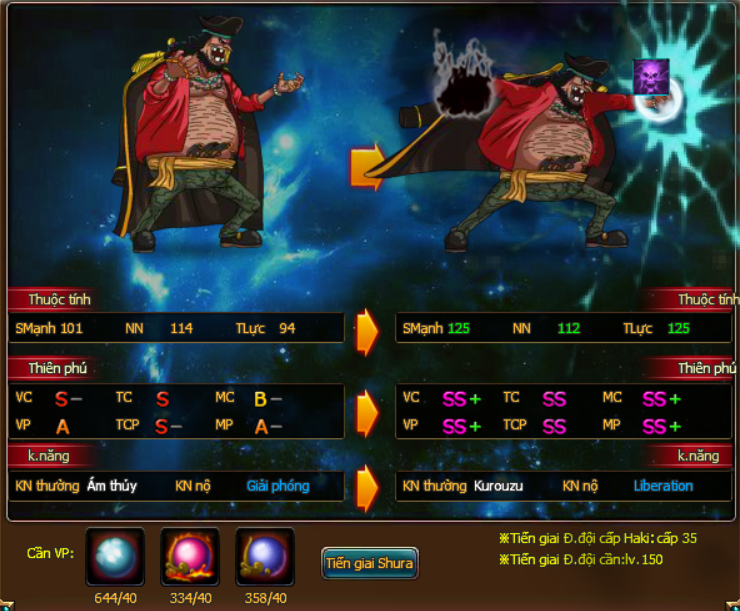 Thuộc tính Thuộc tính
SMạnh 101 NN 114 TLực 94 SMạnh 125 NN 112 TLực 125
Thiên phú Thiên phú
VC S- TC S MC B- VC SS+ TC SS MC SS+
VP A TCP S- MP A- VP SS+ TCP SS MP SS+
k.năng k.năng
KN thường Ám thủy KN nộ Giải phóng KN thường Kurouzu KN nộ Liberation
Cần VP: Tiến giai Shura ※Tiến giai Đ.đội cấp Haki: cấp 35
※Tiến giai Đ.đội cần:lv.150
644/40 334/40 358/40